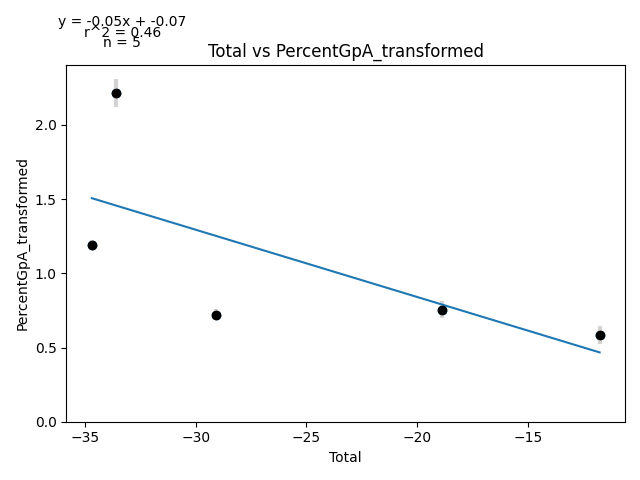 y = -0.05x + -0.07
r^2 = 0.46
n = 5
Total vs PercentGpA_transformed
PercentGpA_transformed
2.0
1.5
1.0
0.5
0.0
−35
−30
−25
−20
−15
Total